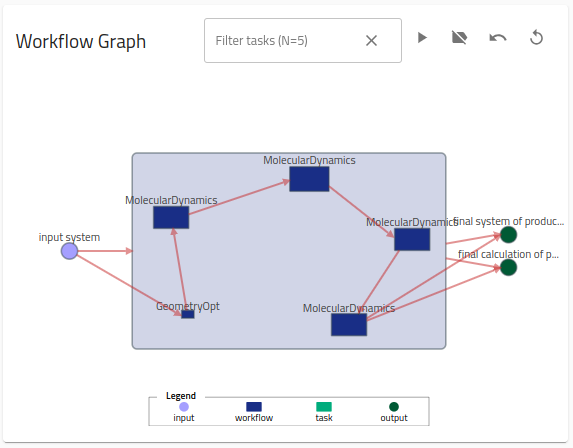 Workflow Graph
Filter tasks (N=5)
MolecularDynamics
MolecularDynamics
MolecularDynamics
final system of produc...
input system
final calculation of p...
GeometryOpt
MolecularDynamics
Legend
input
workflow
task
output